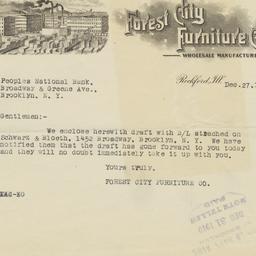 Forest City
Furniture Co
WHOLESALE MANUFACTURE
Rockford, Ill.
Dec. 27,
Peoples National Bank,
Broadway & Greene Ave.,
Brooklyn, N. Y.
Gentlemen:-
We enclose herewith draft with B/L attached on
Schwarz & Bloeth, 1452 Broadway, Brooklyn, N. Y. We have
notified them that the draft has gone forward to you today
and they will no doubt immediately take it up with you.
Yours truly,
FOREST CITY FURNITURE CO.